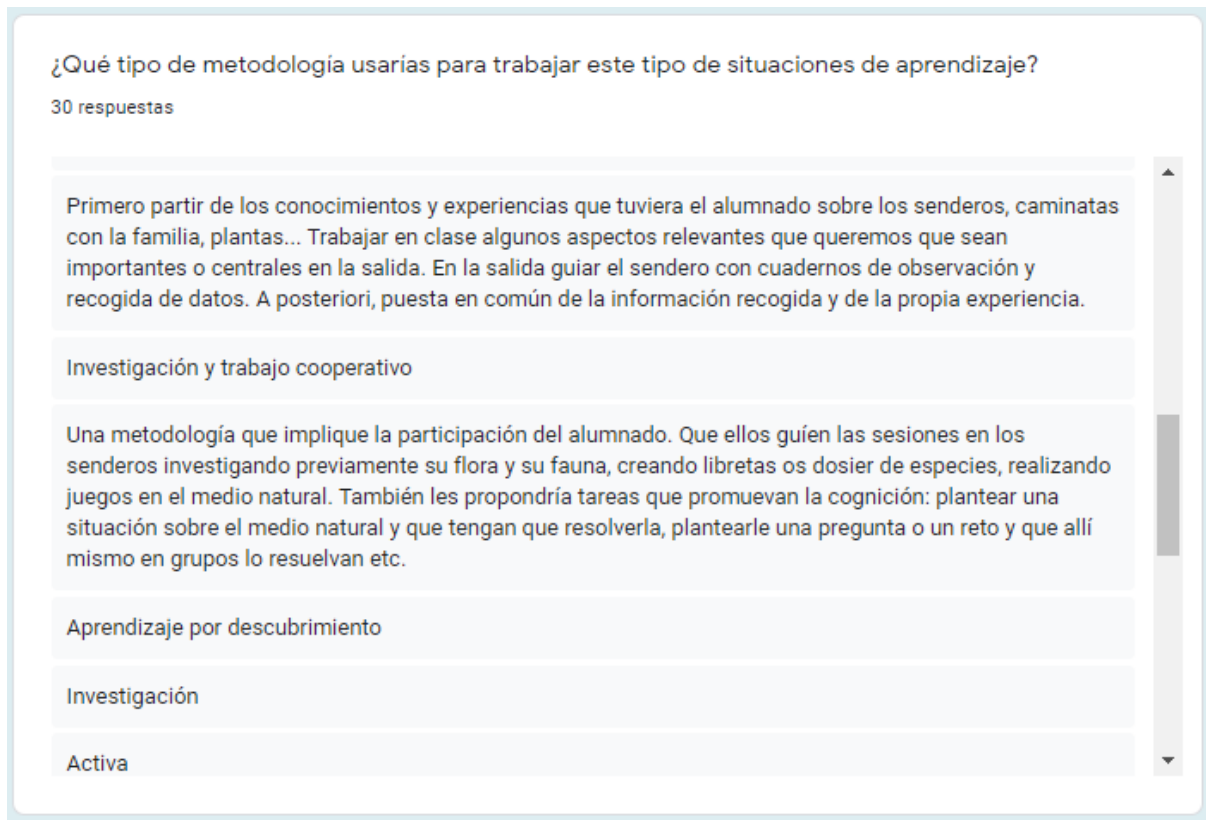 ¿Qué tipo de metodología usarías para trabajar este tipo de situaciones de aprendizaje?
30 respuestas
Primero partir de los conocimientos y experiencias que tuviera el alumnado sobre los senderos, caminatas
con la familia, plantas... Trabajar en clase algunos aspectos relevantes que queremos que sean
importantes o centrales en la salida. En la salida guiar el sendero con cuadernos de observación y
recogida de datos. A posteriori, puesta en común de la información recogida y de la propia experiencia.
Investigación y trabajo cooperativo
Una metodología que implique la participación del alumnado. Que ellos guíen las sesiones en los
senderos investigando previamente su flora y su fauna, creando libretas os dosier de especies, realizando
juegos en el medio natural. También les propondría tareas que promuevan la cognición: plantear una
situación sobre el medio natural y que tengan que resolverla, plantearle una pregunta o un reto y que allí
mismo en grupos lo resuelvan etc.
Aprendizaje por descubrimiento
Investigación
Activa